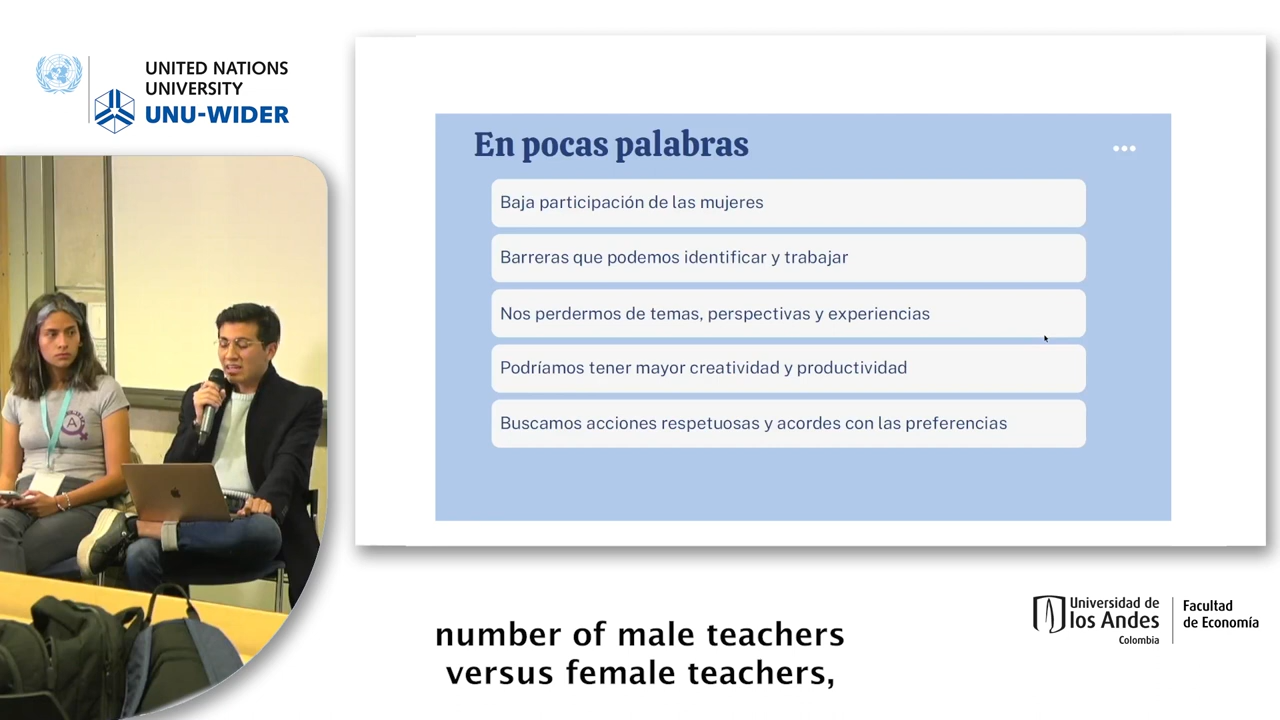 UNITED NATIONS
UNIVERSITY
UNU-WIDER
En pocas palabras
Baja participación de las mujeres
Barreras que podemos identificar y trabajar
Nos perdermos de temas, perspectivas y experiencias
Podríamos tener mayor creatividad y productividad
Buscamos acciones respetuosas y acordes con las preferencias
number of male teachers
versus female teachers,
Universidad de
los Andes
Colombia
Facultad
de Economía